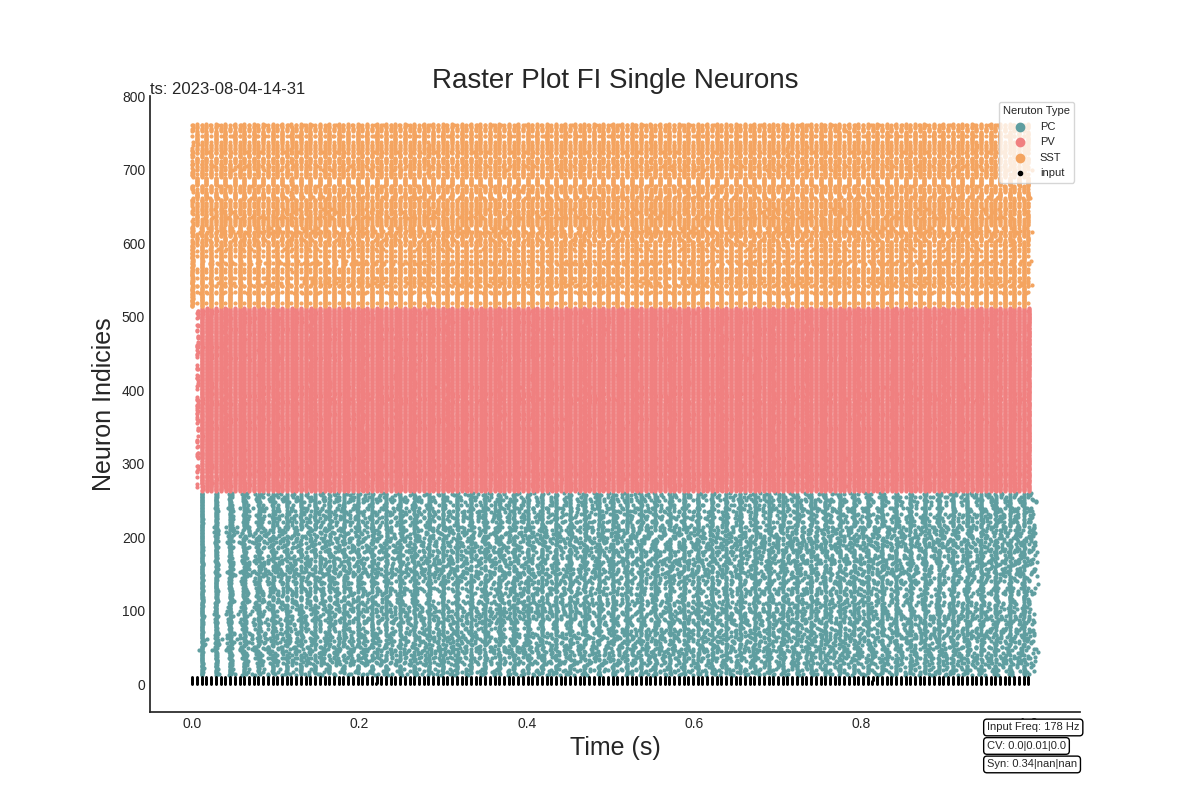 Raster Plot FI Single Neurons
ts: 2023-08-04-14-31
800
700
600
500
400
300
200
100
0
Neuron Indicies
Neruton Type
PC
PV
SST
input
0.0
0.2
0.4
0.6
0.8
Time (s)
Input Freq: 178 Hz
CV: 0.0|0.01|0.0
Syn: 0.34|nan|nan